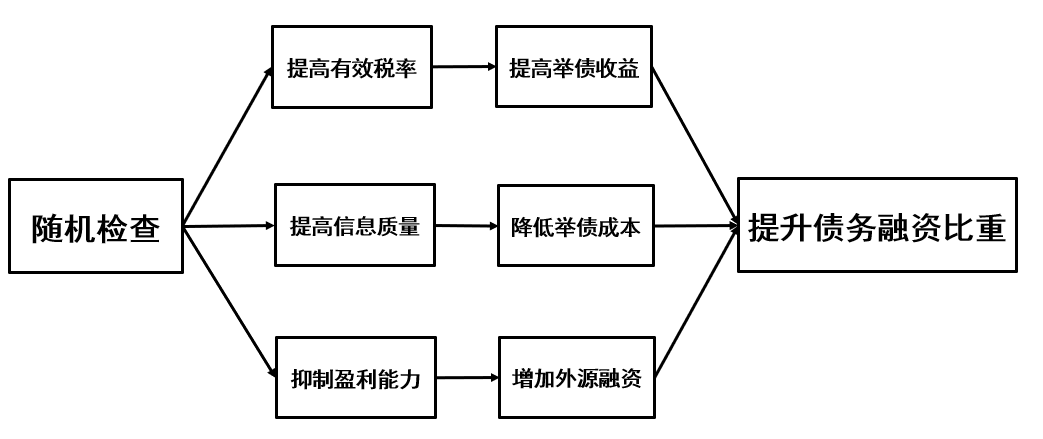 提高有效税率
提高举债收益
随机检查
提高信息质量
降低举债成本
提升债务融资比重
抑制盈利能力
增加外源融资